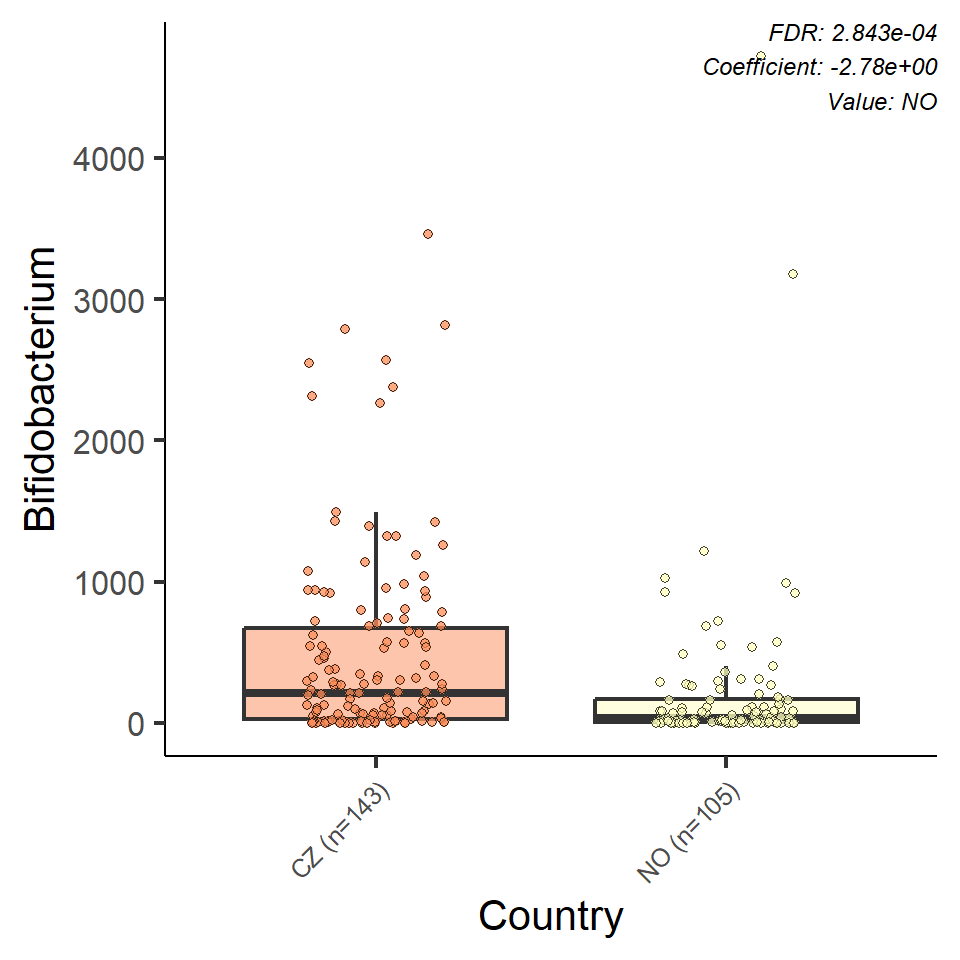 FDR: 2.843e-04
Coefficient: -2.78e+00
Value: NO
Bifidobacterium
4000
3000
2000
1000
0
CZ (n=143)
NO (n=105)
Country